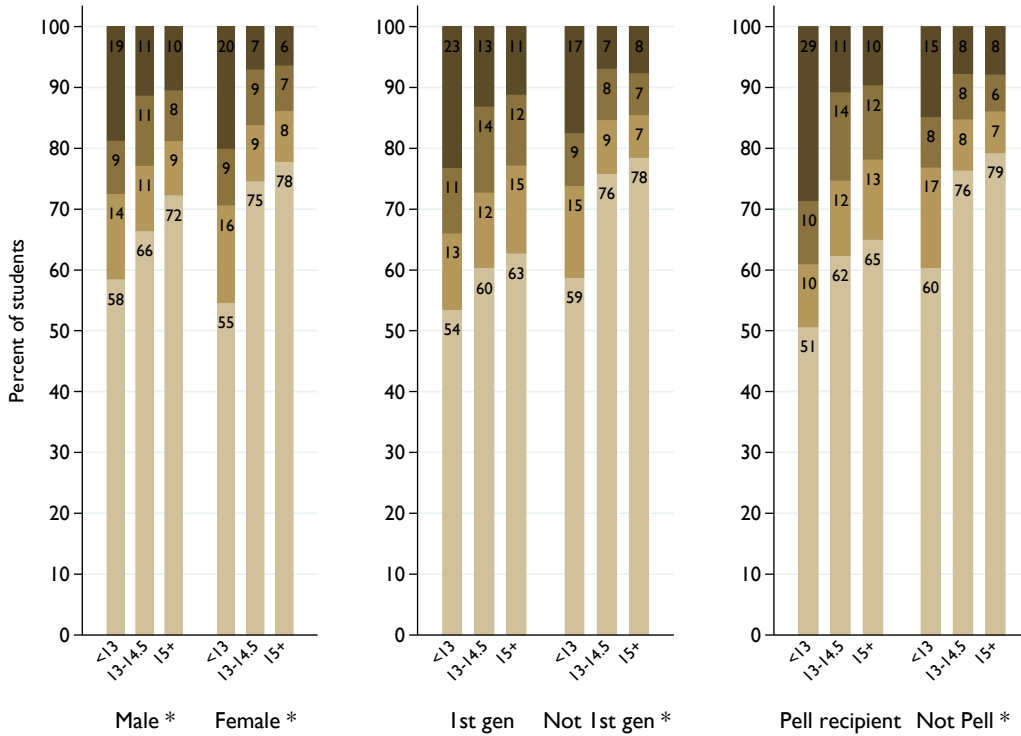 Percent of students
100
90
80
70
60
50
40
30
20
10
0
19 11 10 20 7 6
9 11 8 9 9 7
14 11 9 16 9 8
58 66 72 55 75 78
<13 13-14.5 15+ <13 13-14.5 15+
Male * Female *
100
90
80
70
60
50
40
30
20
10
0
23 13 11 17 7 8
11 14 12 9 8 7
13 12 15 15 9 7
54 60 63 59 76 78
<13 13-14.5 15+ <13 13-14.5 15+
1st gen Not 1st gen *
100
90
80
70
60
50
40
30
20
10
0
29 11 10 15 8 8
10 14 12 8 8 6
10 12 13 17 8 7
51 62 65 60 76 79
<13 13-14.5 15+ <13 13-14.5 15+
Pell recipient Not Pell *